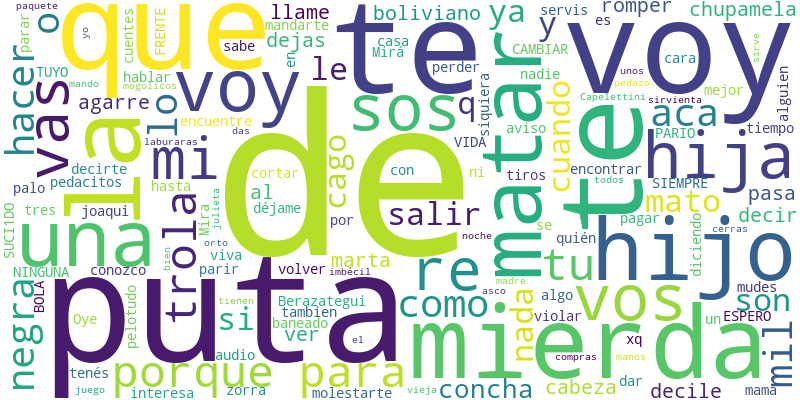 paquete
o
que
yo
te
llame
mandarte
dejas
en
boliviano
casa
Mira
ya
servis
y
es
romper
chupamela
parar
hacer
TUYO
mando
vas
cuentes
FRENTE
hablar
mogolicos
sabe
voy
le
perder
CAMBIAR
nadie
voy
cara
unos
sirve
pedazo
mejor
alguien
agarre
la
lo
encuentre
sos
q
siquiera
matar
cuando
te
Capelettini
sirvienta
aca
PARIO
tiempo
das
de
laburaras
mi
aviso
VIDA
tiros
encontrar
todos
hija
decirte
pedacitos
palo
hasta
trola
cortar
cago
con
ni
SIEMPRE
mato
pasa
tres
joaqui
Mira
julieta
al
déjame
por
salir
se
pagar
decir
SUCI1DO
una
bien
orto
viva
marta
noche
quién
diciendo
cerras
hijo
NINGUNA
conozco
parir
volver
imbécil
re
tu
algo
mudes
negra
BOLA
puta
Oye
pelotudo
si
Berazategui
tambien
baneado
ver
tienen
el
asco
como
madre
vos
violar
un
son
ESPERO
mierda
nada
xq
mil
tenés
juego
porque
interesa
audio
zorra
para
molestarte
vieja
concha
compras
cabeza
manos
dar
decile
mamá